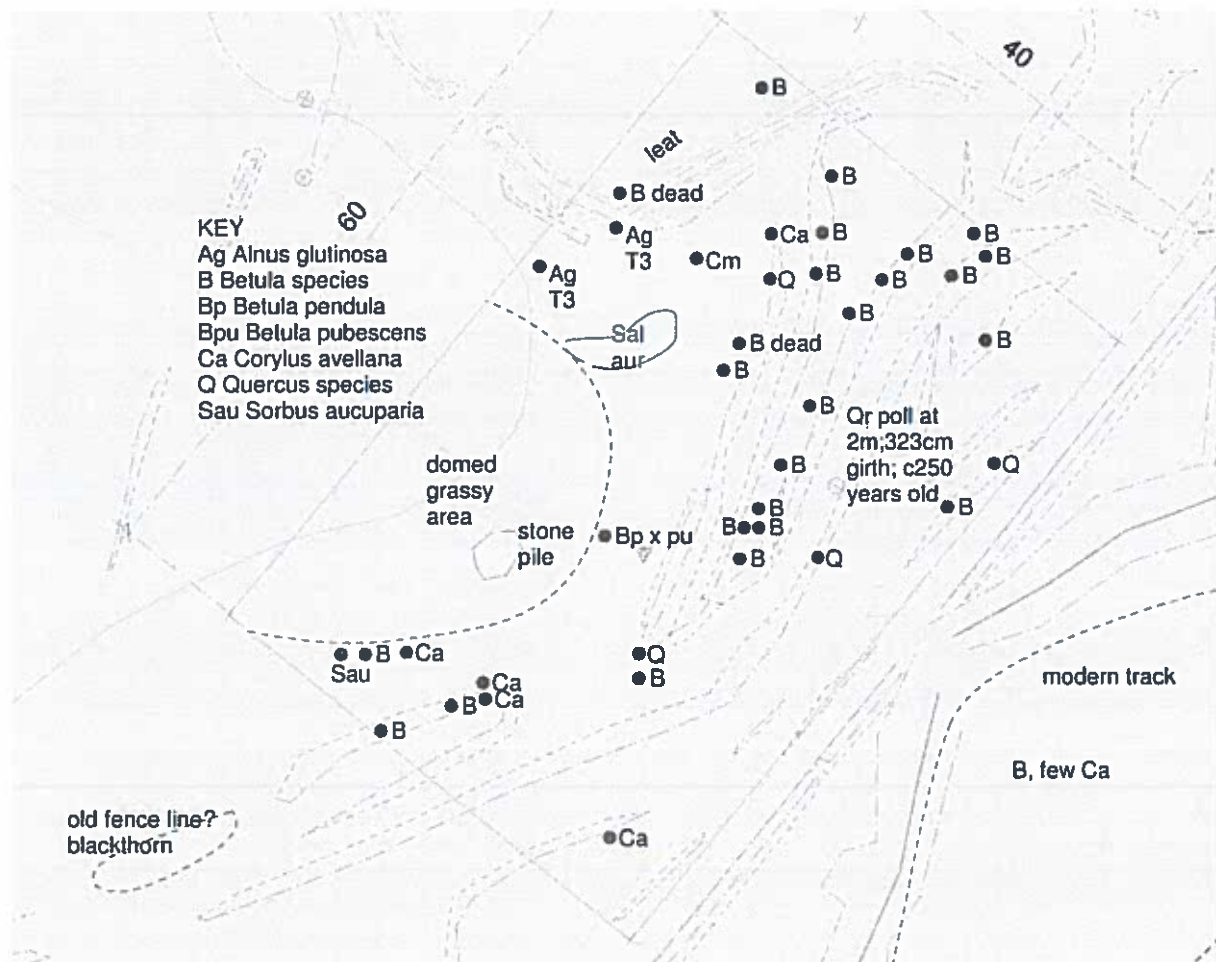 40
B
leat
B
B dead
60
KEY
Ag Alnus glutinosa
B Betula species
Bp Betula pendula
Bpu Betula pubescens
Ca Corylus avellana
Q Quercus species
Sau Sorbus aucuparia
Ag
T3
Ca
B
B
B
B
Cm
Ag
T3
Q
B
B
B
B
Sal
aur
B dead
B
B
B
Qr poll at
2m;323cm
girth; c250
years old
domed
grassy
area
B
Q
B
B
stone
pile
Bp x pu
B
B
B
Q
Sau
B
Ca
Q
B
Ca
Ca
B
B
modern track
B, few Ca
old fence line?
blackthorn
Ca